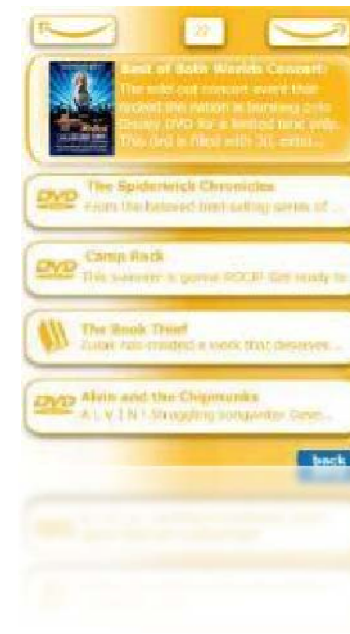 22
Best of Both Worlds Concert:
The sold out concert event that
rocked the nation is coming onto
Disney DVD for a limited time only.
This dvd is filled with 3D
DVD The Spiderwick Chronicles
From the beloved best-selling series of ...
DVD Camp Rock
This summer is gonna ROCK! Get ready to
The Book Thief
Zusak has created a work that deserves...
DVD Alvin and the Chipmunks
A L V I N ! Struggling songwriter Dave...
back